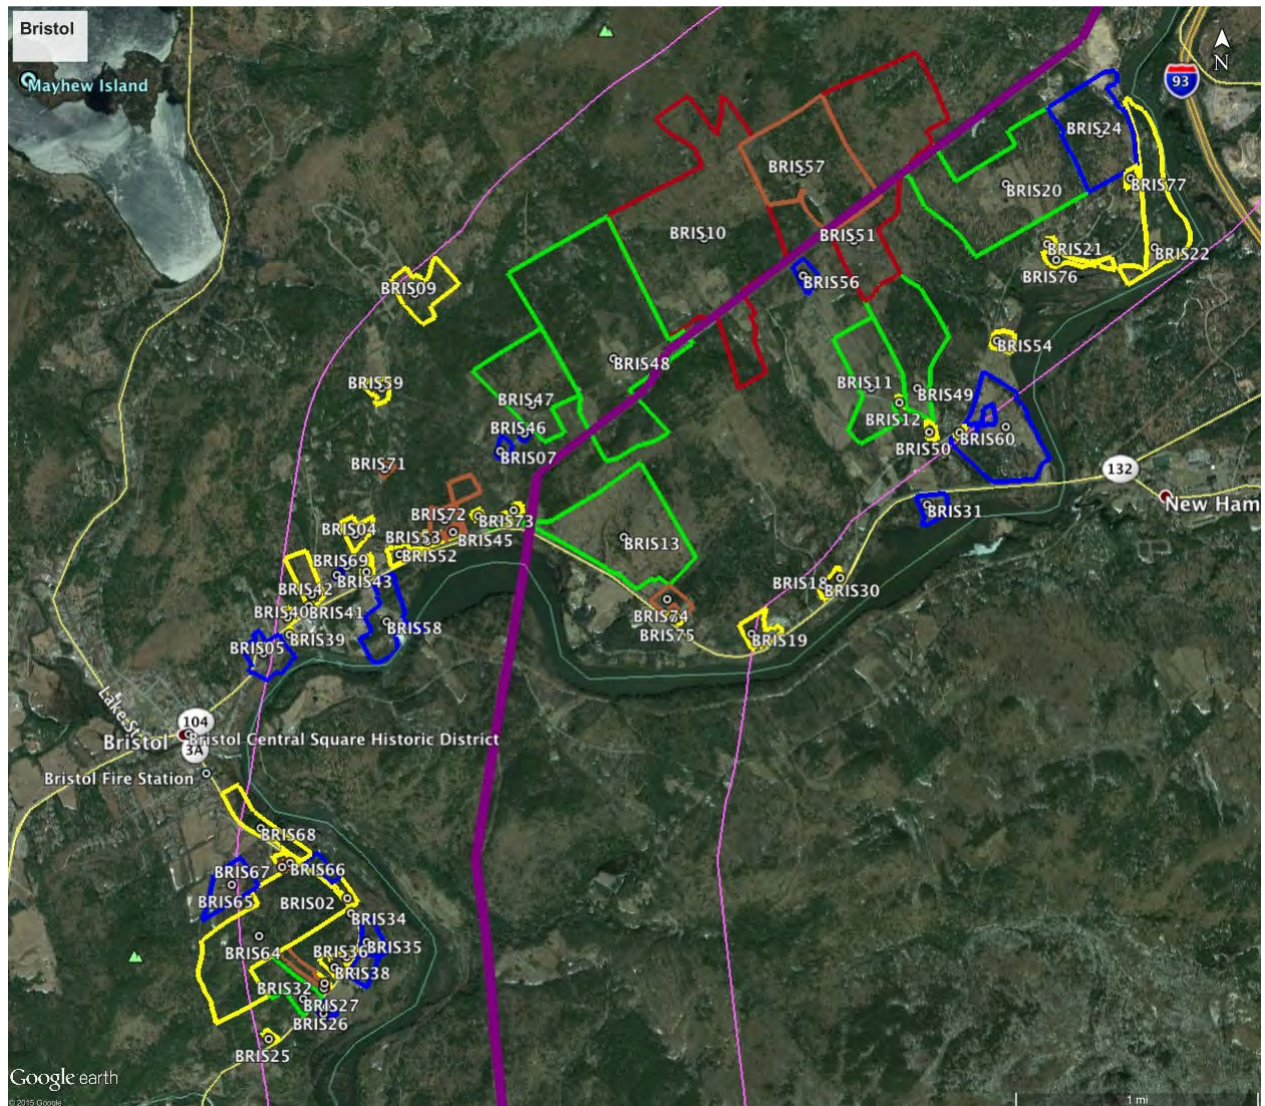 Bristol
N
93
Mayhew Island
BRIS24
BRIS57
BRIS77
BRIS20
BRIS10
BRIS51
BRIS21
BRIS22
BRIS76
BRIS09
BRIS56
BRIS54
BRIS48
BRIS59
BRIS11
BRIS49
BRIS47
BRIS12
BRIS46
BRIS60
BRIS50
BRIS07
BRIS71
132
New Ham
BRIS72
BRIS73
BRIS31
BRIS04
BRIS53
BRIS45
BRIS13
BRIS52
BRIS69
BRIS43
BRIS18
BRIS42
BRIS30
BRIS40
BRIS41
BRIS74
BRIS58
BRIS75
BRIS39
BRIS19
BRIS05
Lake St
104
Bristol
Bristol Central Square Historic District
3A
Bristol Fire Station
BRIS68
BRIS67
BRIS66
BRIS65
BRIS02
BRIS34
BRIS64
BRIS36
BRIS35
BRIS38
BRIS32
BRIS27
BRIS26
BRIS25
Google earth
© 2015 Google
1 mi